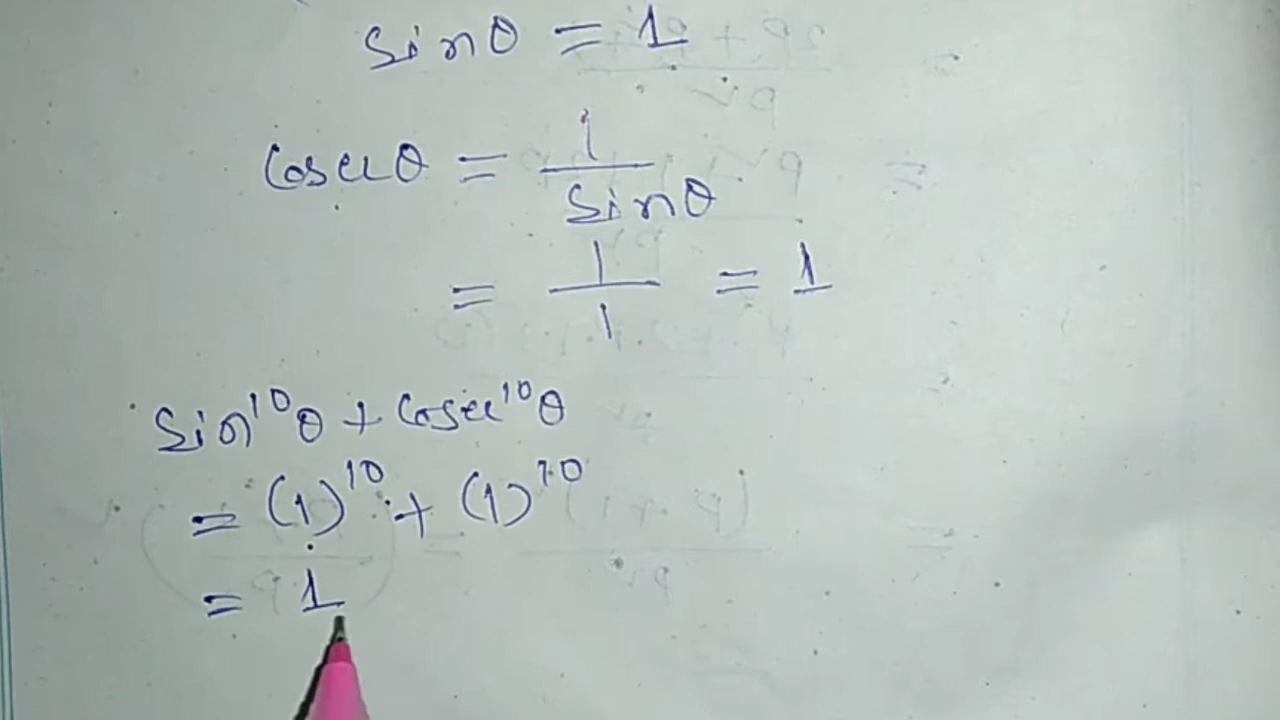 sinθ = 1
cosecθ = 1/sinθ
= 1/1 = 1
sin¹⁰θ + cosec¹⁰θ
= (1)¹⁰ + (1)¹⁰
= 1